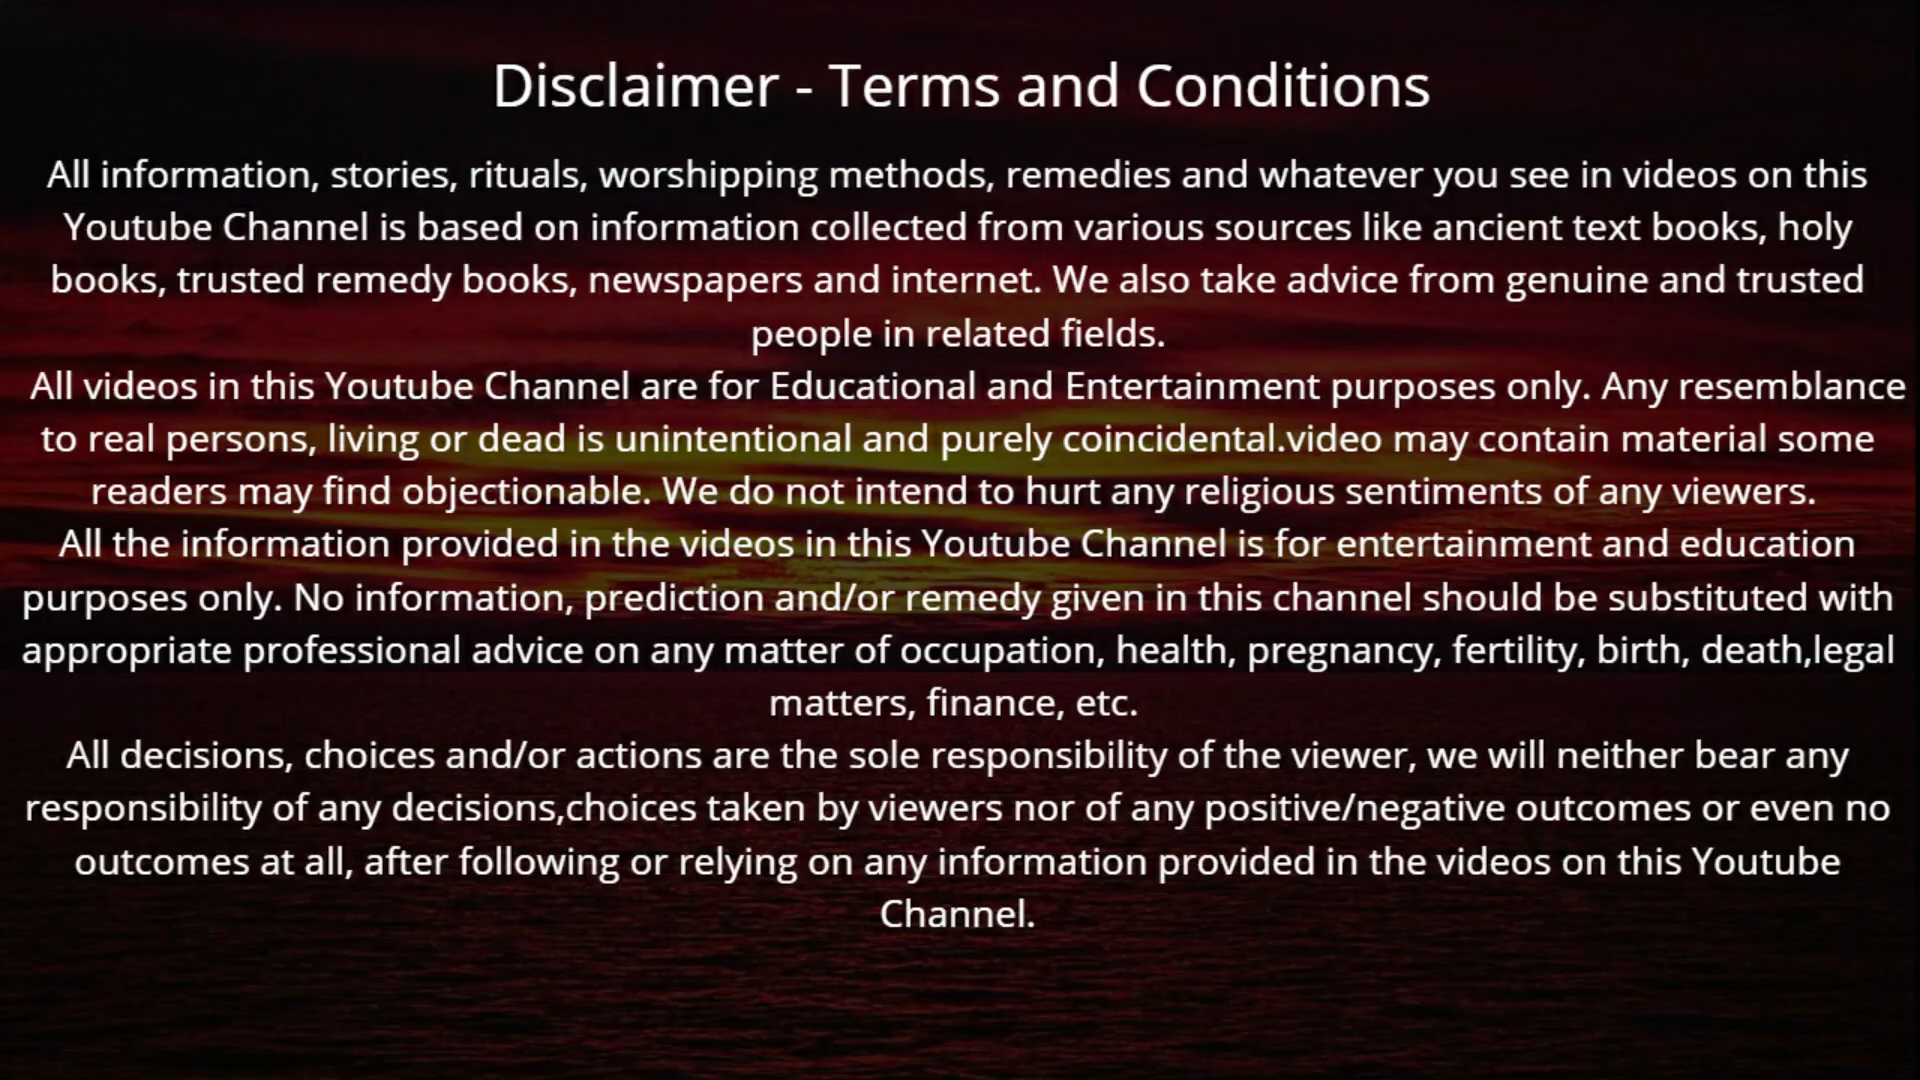 Disclaimer - Terms and Conditions
All information, stories, rituals, worshipping methods, remedies and whatever you see in videos on this
Youtube Channel is based on information collected from various sources like ancient text books, holy
books, trusted remedy books, newspapers and internet. We also take advice from genuine and trusted
people in related fields.
All videos in this Youtube Channel are for Educational and Entertainment purposes only. Any resemblance
to real persons, living or dead is unintentional and purely coincidental.video may contain material some
readers may find objectionable. We do not intend to hurt any religious sentiments of any viewers.
All the information provided in the videos in this Youtube Channel is for entertainment and education
purposes only. No information, prediction and/or remedy given in this channel should be substituted with
appropriate professional advice on any matter of occupation, health, pregnancy, fertility, birth, death,legal
matters, finance, etc.
All decisions, choices and/or actions are the sole responsibility of the viewer, we will neither bear any
responsibility of any decisions,choices taken by viewers nor of any positive/negative outcomes or even no
outcomes at all, after following or relying on any information provided in the videos on this Youtube
Channel.